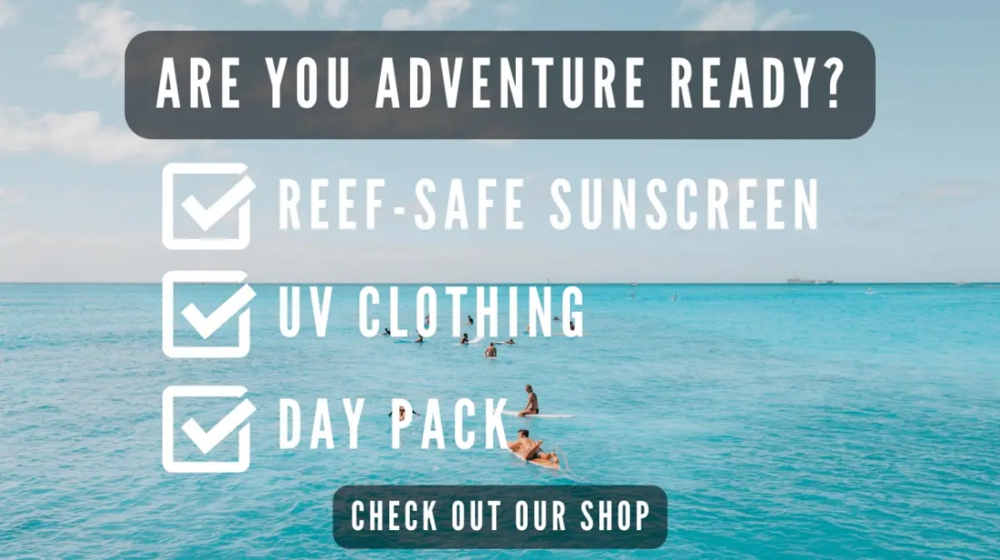 ARE YOU ADVENTURE READY?
REEF-SAFE SUNSCREEN
UV CLOTHING
DAY PACK
CHECK OUT OUR SHOP